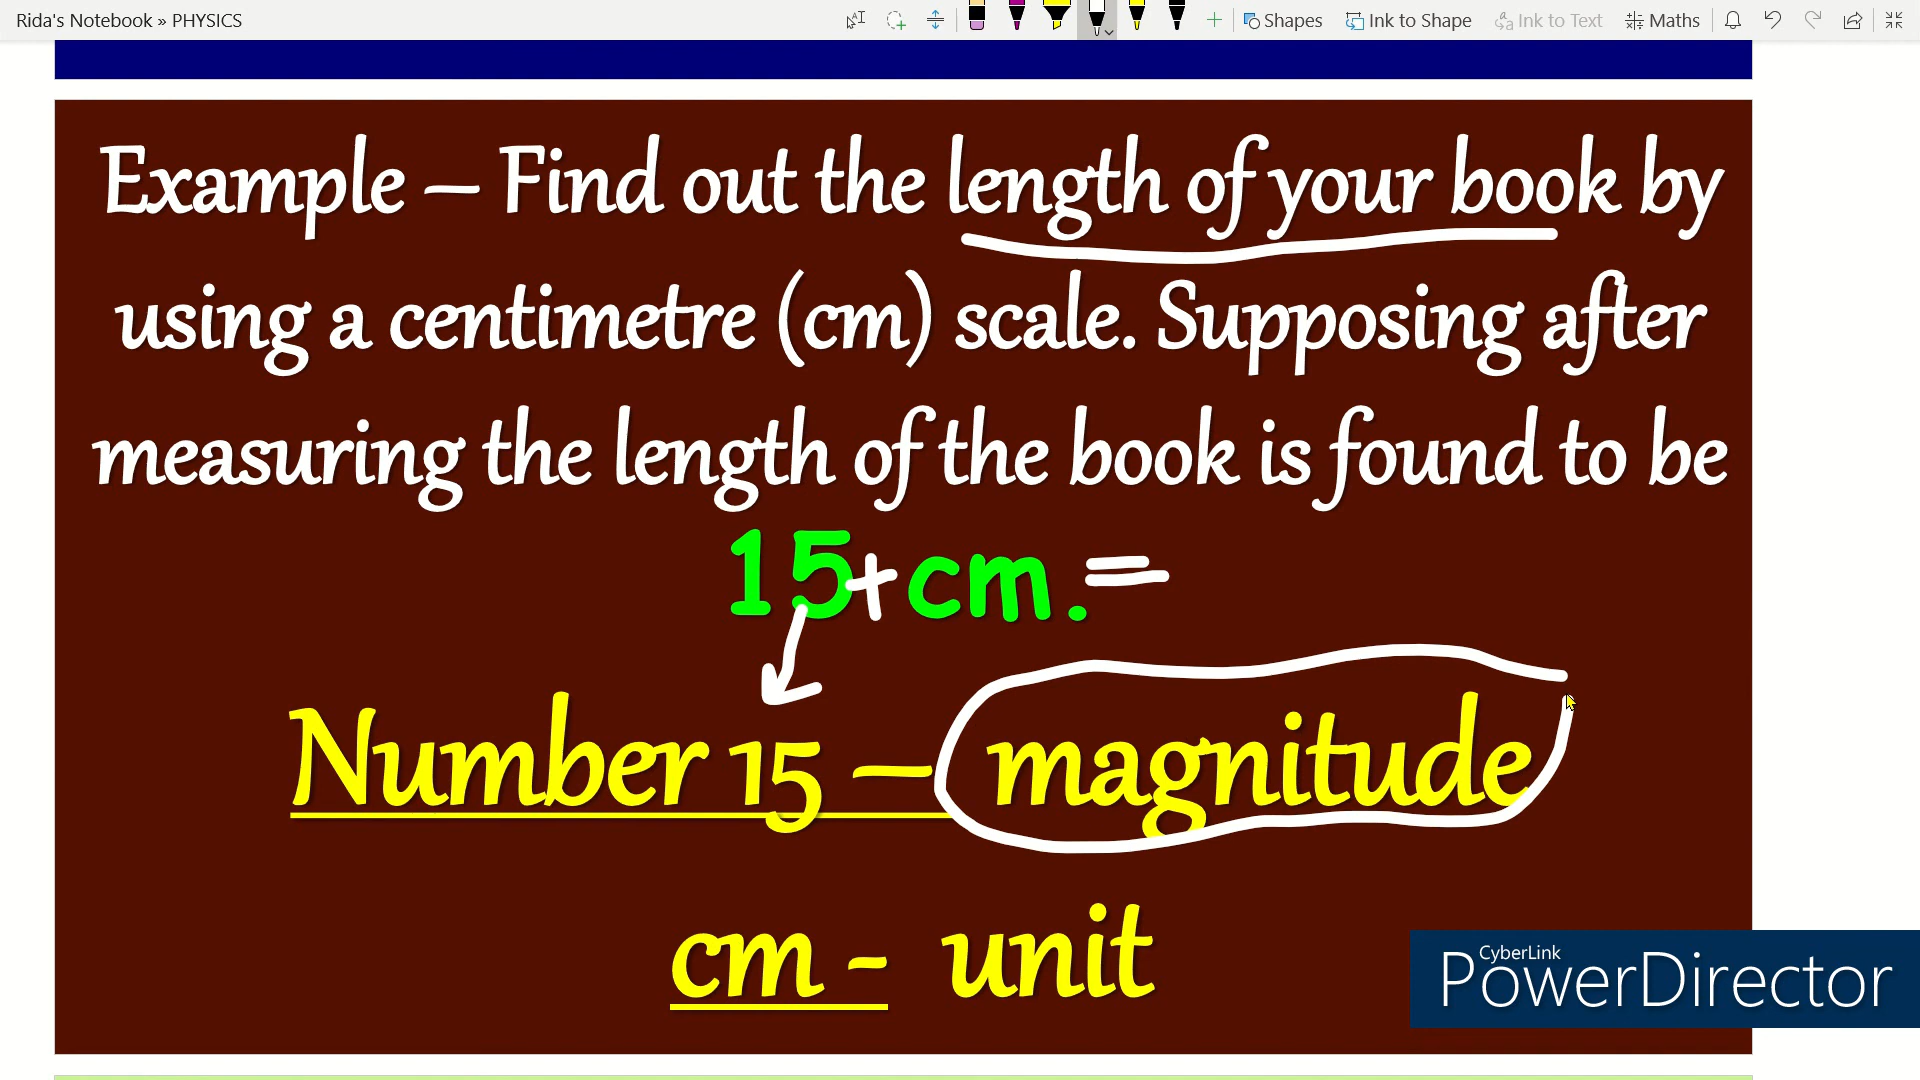 Rida's Notebook » PHYSICS
Shapes Ink to Shape Ink to Text Maths
Example – Find out the length of your book by
using a centimetre (cm) scale. Supposing after
measuring the length of the book is found to be
15+cm.=
Number 15 – magnitude
cm - unit
CyberLink
PowerDirector